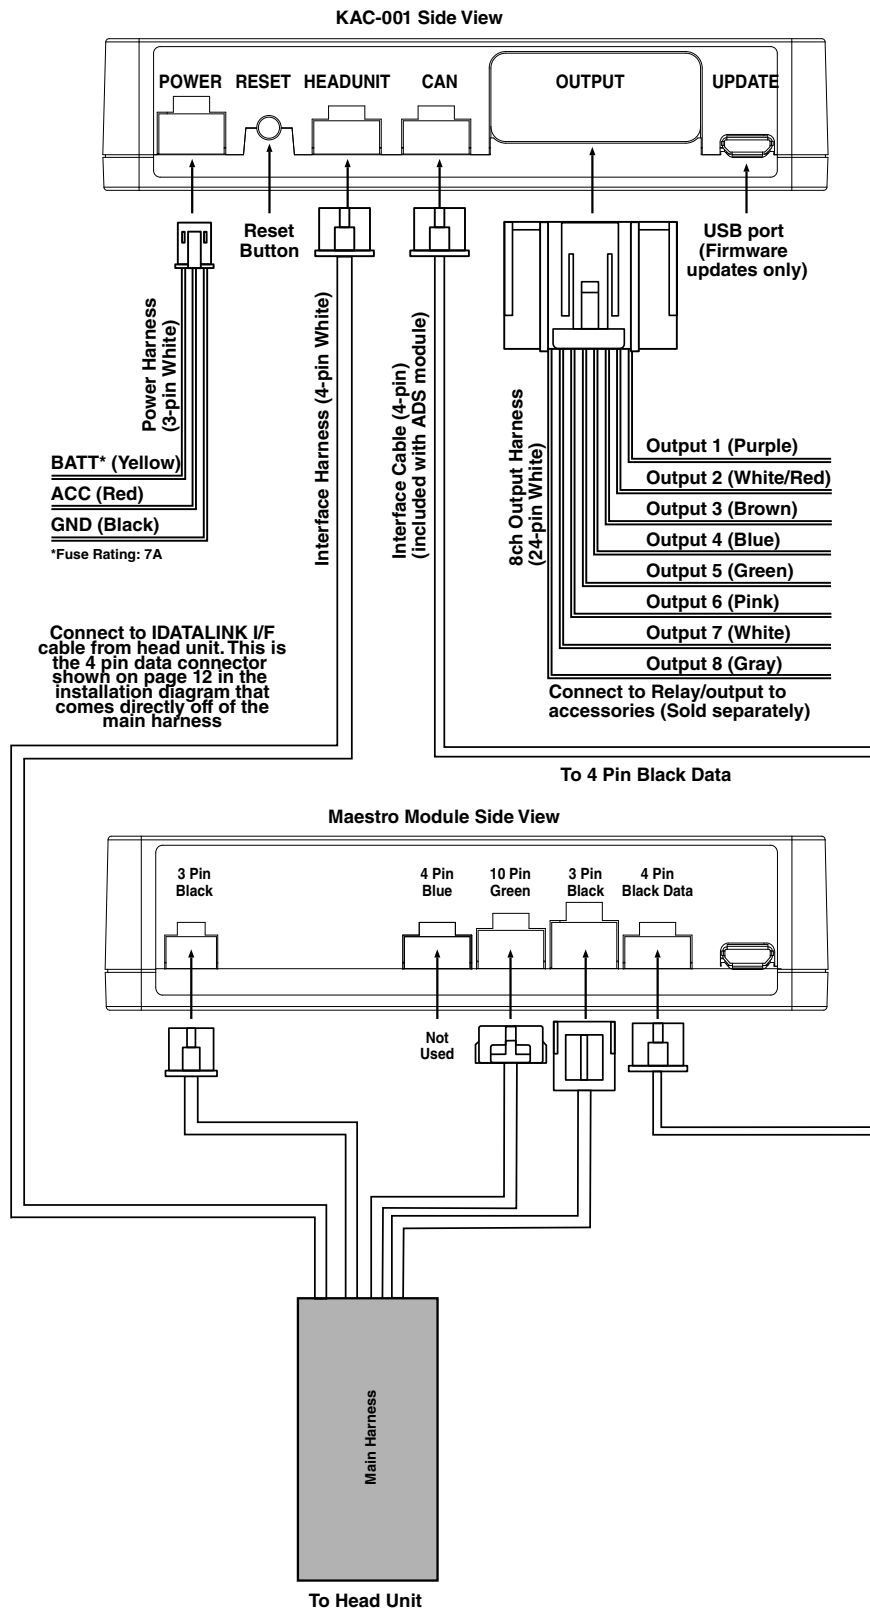 KAC-001 Side View
POWER
RESET
HEADUNIT
CAN
OUTPUT
UPDATE
Reset
Button
USB port
(Firmware
updates only)
Power Harness
(3-pin White)
Interface Harness (4-pin White)
Interface Cable (4-pin)
(included with ADS module)
8ch Output Harness
(24-pin White)
BATT* (Yellow)
ACC (Red)
GND (Black)
*Fuse Rating: 7A
Output 1 (Purple)
Output 2 (White/Red)
Output 3 (Brown)
Output 4 (Blue)
Output 5 (Green)
Output 6 (Pink)
Output 7 (White)
Output 8 (Gray)
Connect to Relay/output to
accessories (Sold separately)
Connect to IDATALINK I/F
cable from head unit. This is
the 4 pin data connector
shown on page 12 in the
installation diagram that
comes directly off of the
main harness
To 4 Pin Black Data
Maestro Module Side View
3 Pin
Black
4 Pin
Blue
10 Pin
Green
3 Pin
Black
4 Pin
Black Data
Not
Used
Main Harness
To Head Unit